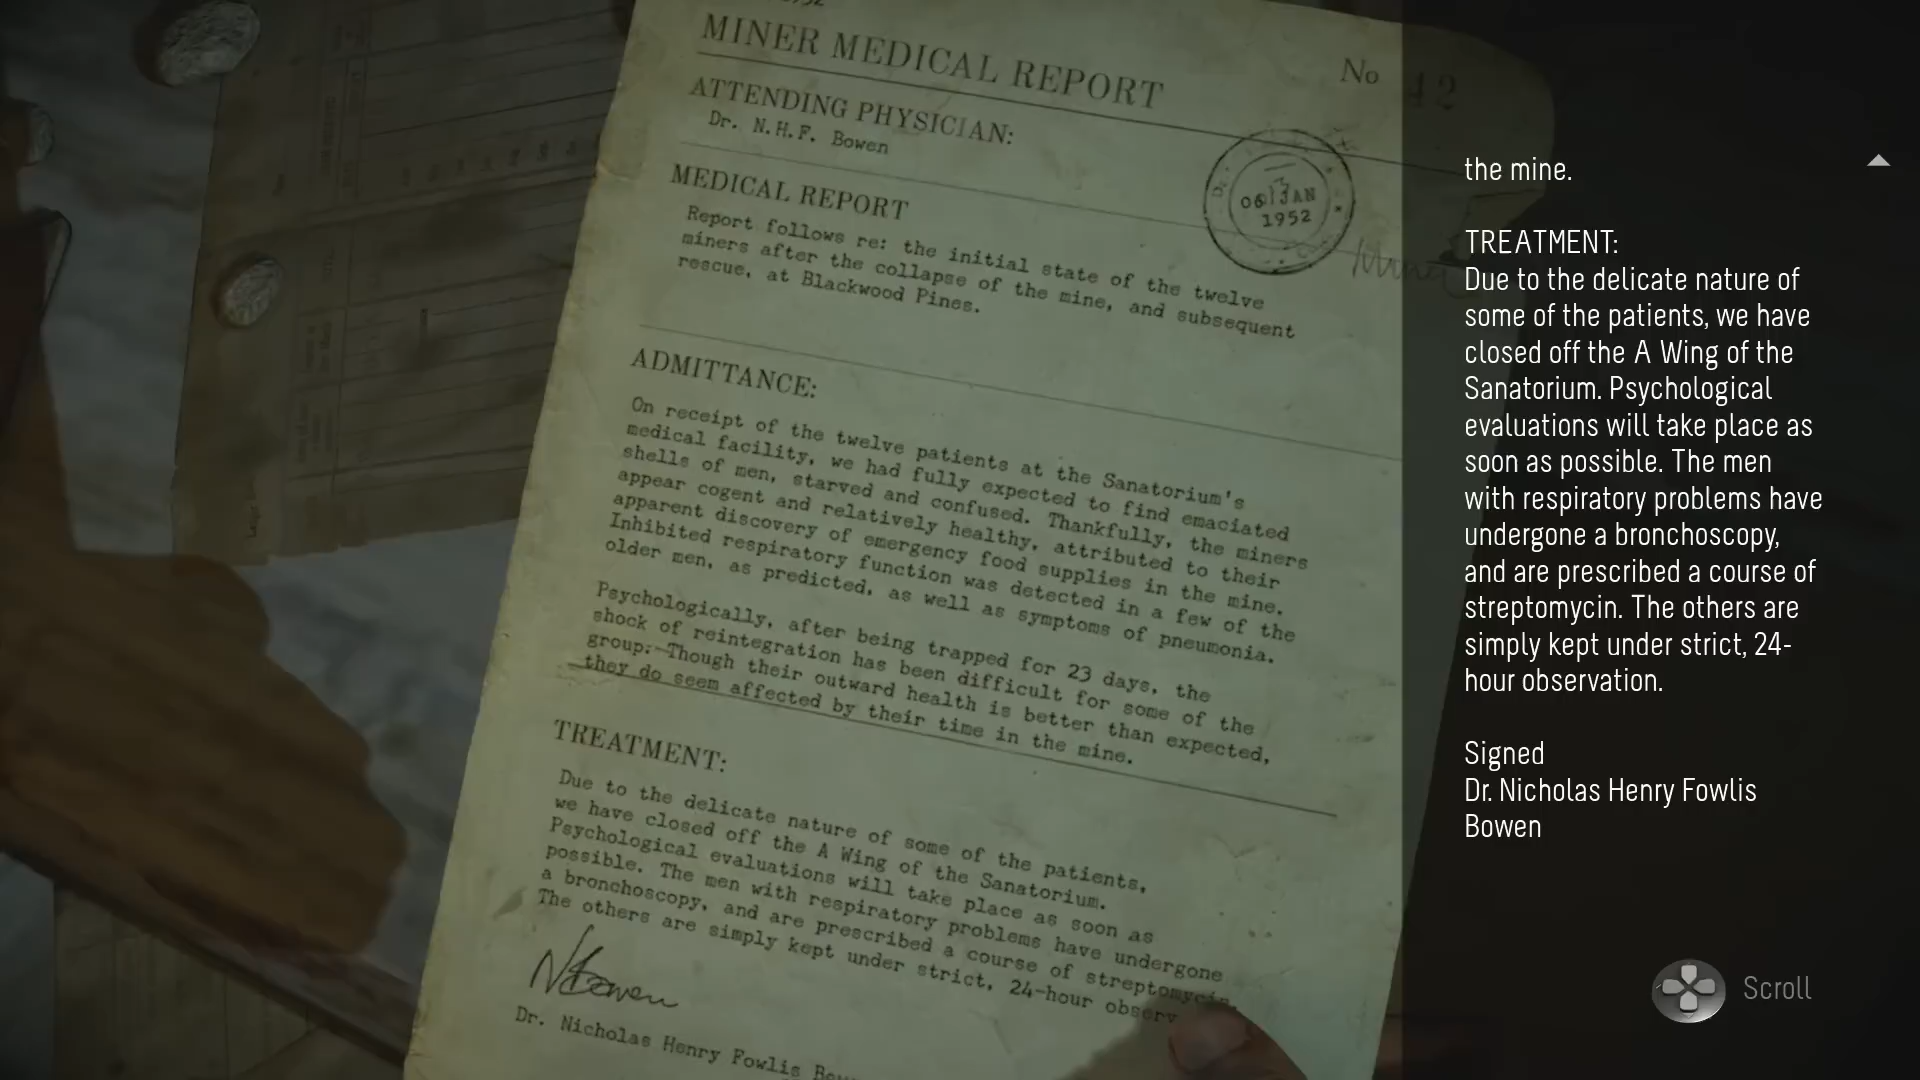 MINER MEDICAL REPORT
No 42
ATTENDING PHYSICIAN:
Dr. N.H.F. Bowen
06 13 JAN
1952
MEDICAL REPORT
Report follows re: the initial state of the twelve
miners after the collapse of the mine, and subsequent
rescue, at Blackwood Pines.
ADMITTANCE:
On receipt of the twelve patients at the Sanatorium's
medical facility, we had fully expected to find emaciated
shells of men, starved and confused. Thankfully, the miners
appear cogent and relatively healthy, attributed to their
apparent discovery of emergency food supplies in the mine.
Inhibited respiratory function was detected in a few of the
older men, as predicted, as well as symptoms of pneumonia.
Psychologically, after being trapped for 23 days, the
shock of reintegration has been difficult for some of the
group. Though their outward health is better than expected,
they do seem affected by their time in the mine.
TREATMENT:
Due to the delicate nature of some of the patients,
we have closed off the A Wing of the Sanatorium.
Psychological evaluations will take place as soon as
possible. The men with respiratory problems have undergone
a bronchoscopy, and are prescribed a course of streptomycin.
The others are simply kept under strict, 24-hour observ
NBowen
Dr. Nicholas Henry Fowlis Bow
the mine.
TREATMENT:
Due to the delicate nature of
some of the patients, we have
closed off the A Wing of the
Sanatorium. Psychological
evaluations will take place as
soon as possible. The men
with respiratory problems have
undergone a bronchoscopy,
and are prescribed a course of
streptomycin. The others are
simply kept under strict, 24-
hour observation.
Signed
Dr. Nicholas Henry Fowlis
Bowen
Scroll